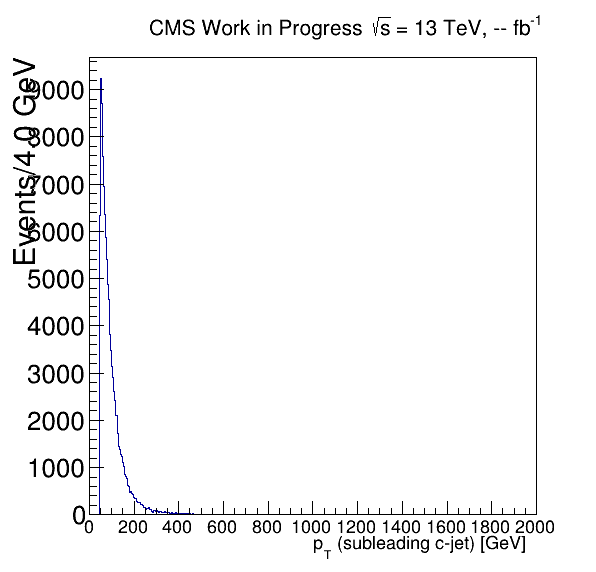 CMS Work in Progress √s = 13 TeV, -- fb-1
Events/4.0 GeV
9000
8000
7000
6000
5000
4000
3000
2000
1000
0
0 200 400 600 800 1000 1200 1400 1600 1800 2000
pT (subleading c-jet) [GeV]